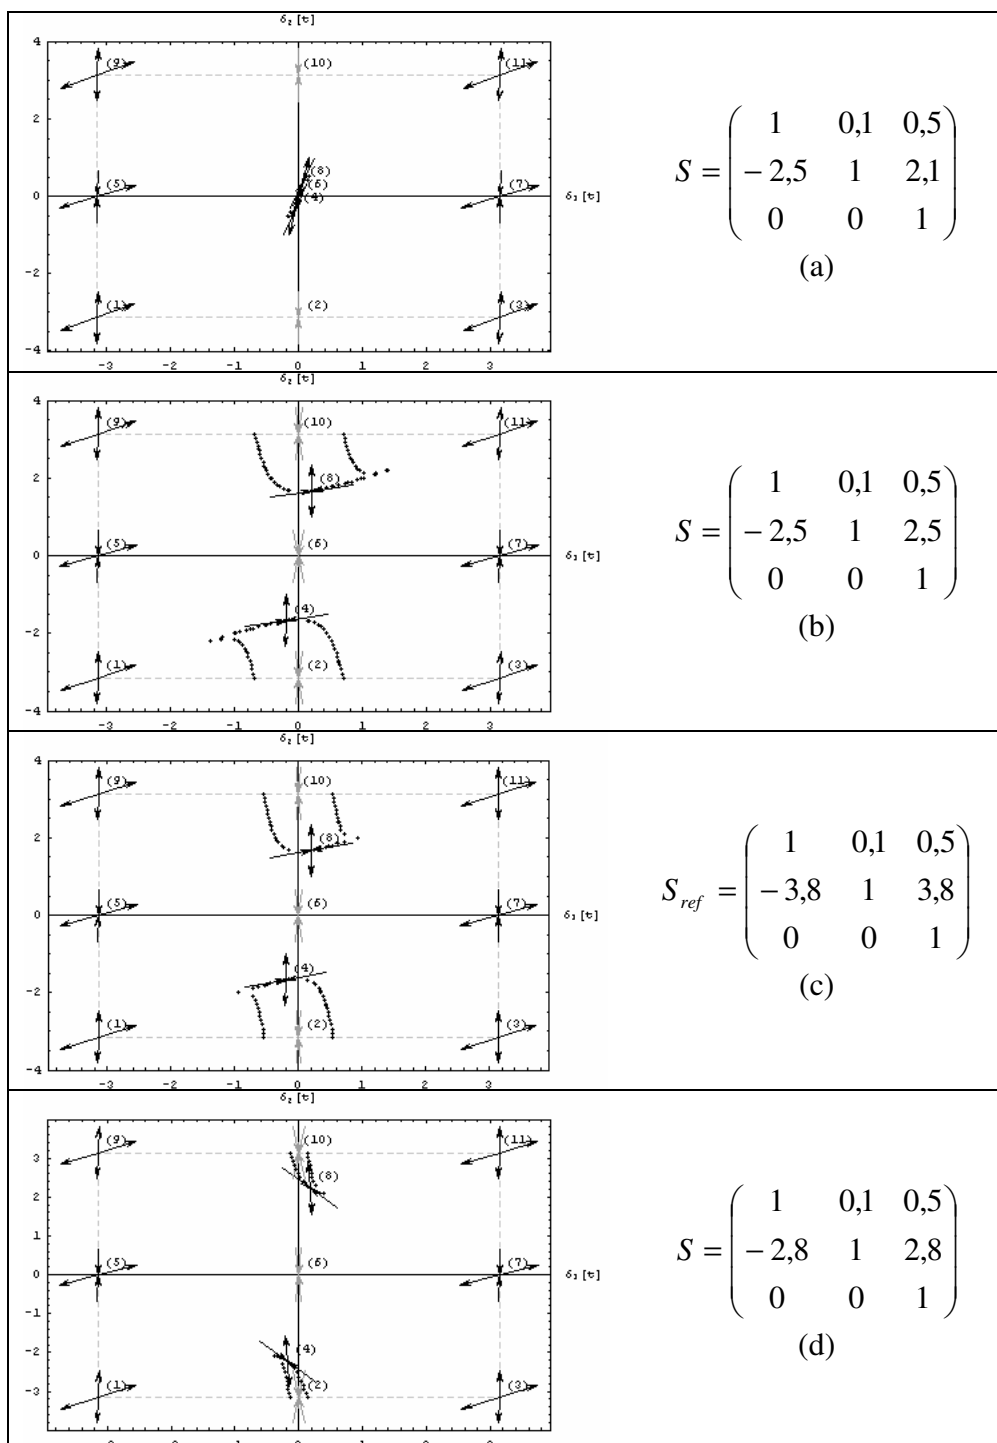 δ₂[t]
4
(9) (10) (11)
2
(8)
(5) (6) (7)
0 δ₁[t]
(4)
-2
(1) (2) (3)
-4
-3 -2 -1 0 1 2 3
S = ( 1 0,1 0,5
-2,5 1 2,1
0 0 1 )
(a)
δ₂[t]
4
(9) (10) (11)
2
(8)
(5) (6) (7)
0 δ₁[t]
(4)
-2
(1) (2) (3)
-4
-3 -2 -1 0 1 2 3
S = ( 1 0,1 0,5
-2,5 1 2,5
0 0 1 )
(b)
δ₂[t]
4
(9) (10) (11)
2
(8)
(5) (6) (7)
0 δ₁[t]
(4)
-2
(1) (2) (3)
-4
-3 -2 -1 0 1 2 3
S_ref = ( 1 0,1 0,5
-3,8 1 3,8
0 0 1 )
(c)
δ₂[t]
(9) (10) (11)
3
(8)
2
1
(5) (6) (7)
0 δ₁[t]
-1
(4)
-2
(1) (2) (3)
-3
S = ( 1 0,1 0,5
-2,8 1 2,8
0 0 1 )
(d)